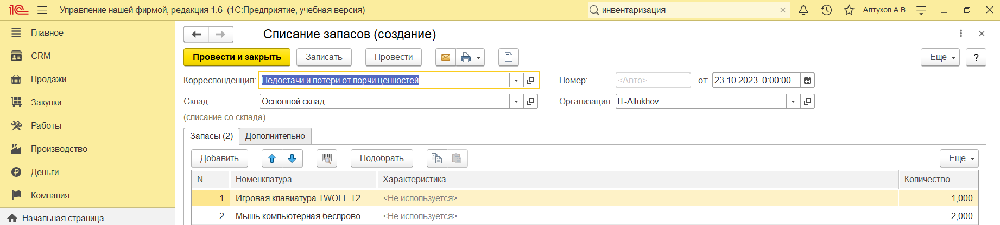 1С Управление нашей фирмой, редакция 1.6 (1С:Предприятие, учебная версия) инвентаризация Алтухов А.В.
Главное
CRM
Продажи
Закупки
Работы
Производство
Деньги
Компания
Начальная страница
Списание запасов (создание)
Провести и закрыть Записать Провести Еще ?
Корреспонденция: Недостачи и потери от порчи ценностей Номер: <Авто> от: 23.10.2023 0:00:00
Склад: Основной склад Организация: IT-Altukhov
(списание со склада)
Запасы (2) Дополнительно
Добавить Подобрать Еще
N Номенклатура Характеристика Количество
1 Игровая клавиатура TWOLF T2... <Не используется> 1,000
2 Мышь компьютерная беспрово... <Не используется> 2,000